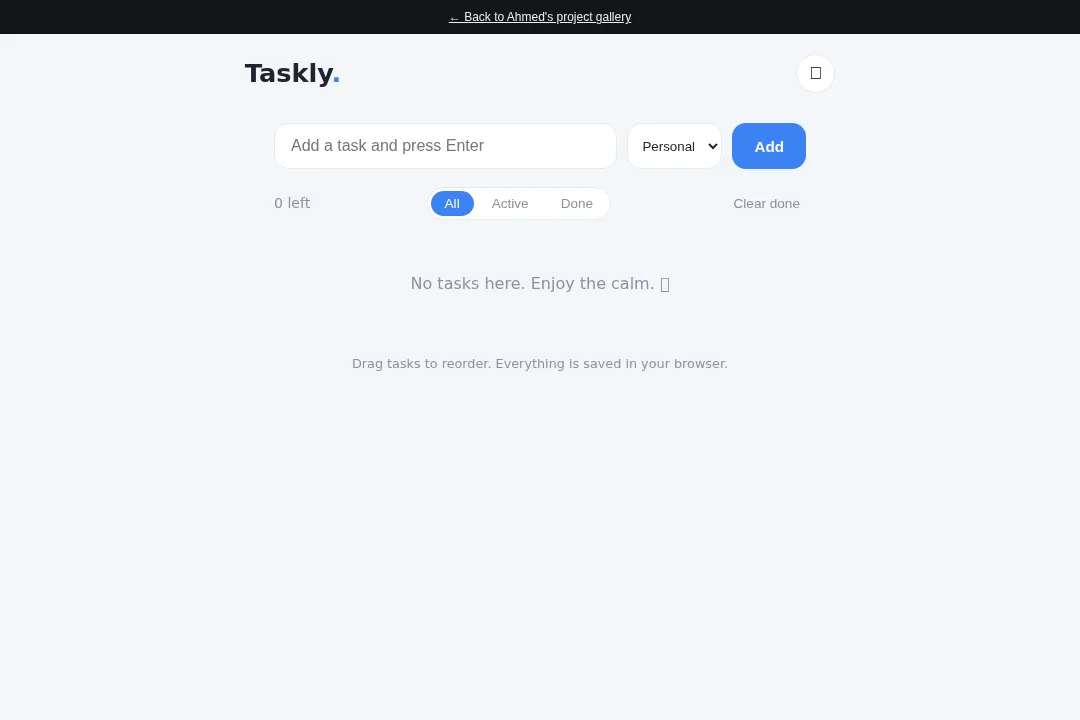 ← Back to Ahmed's project gallery
Taskly.
Add a task and press Enter
Personal
Add
0 left
All
Active
Done
Clear done
No tasks here. Enjoy the calm.
Drag tasks to reorder. Everything is saved in your browser.